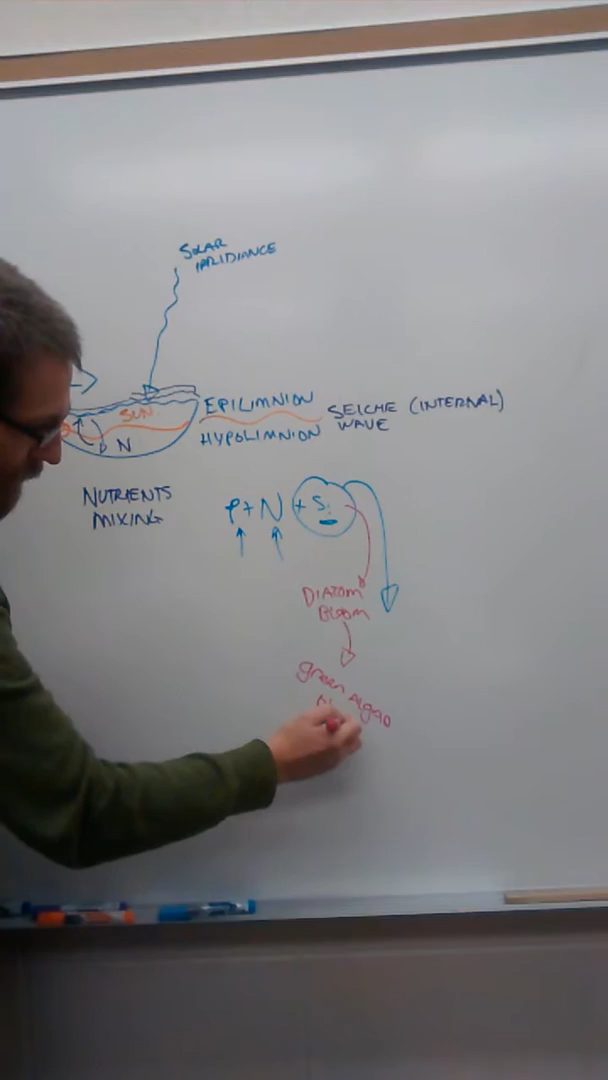 SOLAR
IRRIDIANCE
SUN
N
EPILIMNION
HYPOLIMNION
SEICHE (INTERNAL)
WAVE
NUTRIENTS
MIXING
P + N + Si
DIATOM
BLOOM
green Algae